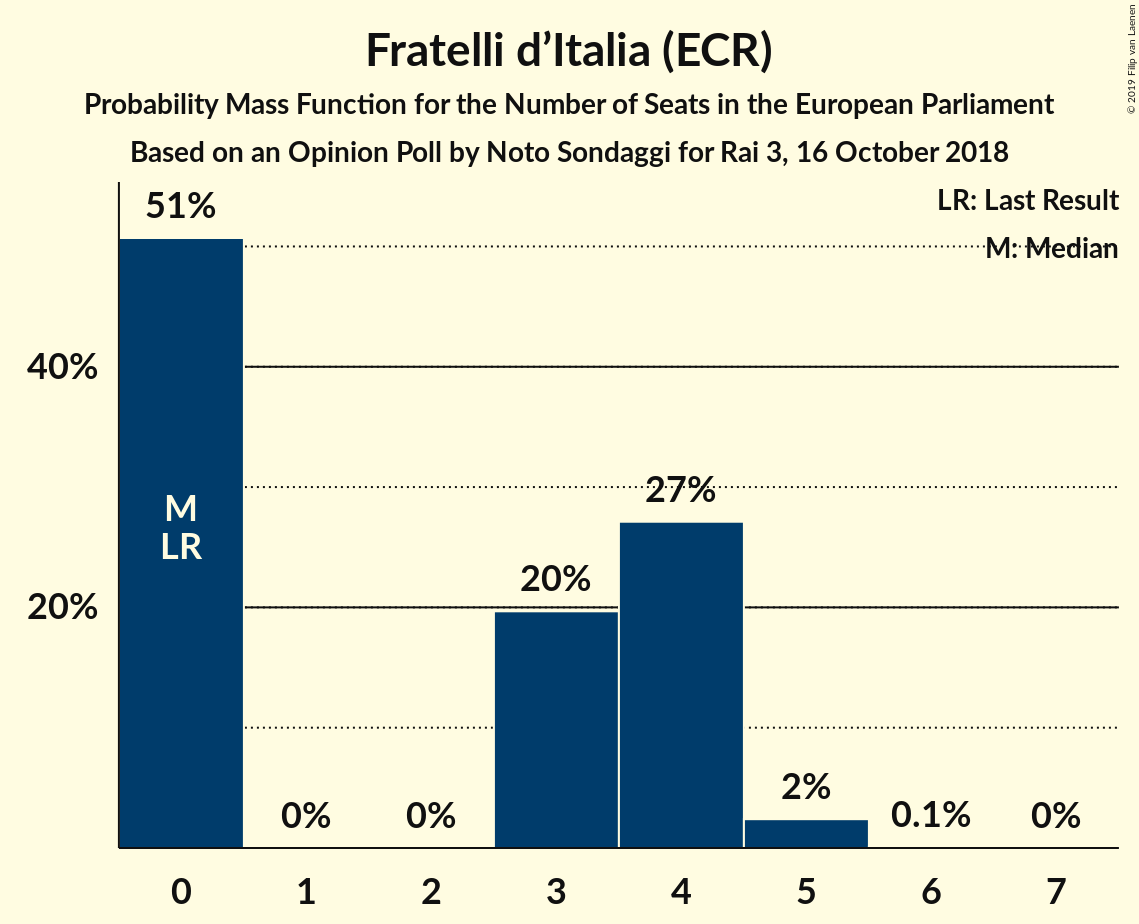 Fratelli d’Italia (ECR)
Probability Mass Function for the Number of Seats in the European Parliament
Based on an Opinion Poll by Noto Sondaggi for Rai 3, 16 October 2018
© 2019 Filip van Laenen
LR: Last Result
M: Median
51%
40%
20%
M
LR
0%
0%
20%
27%
2%
0.1%
0%
0 1 2 3 4 5 6 7